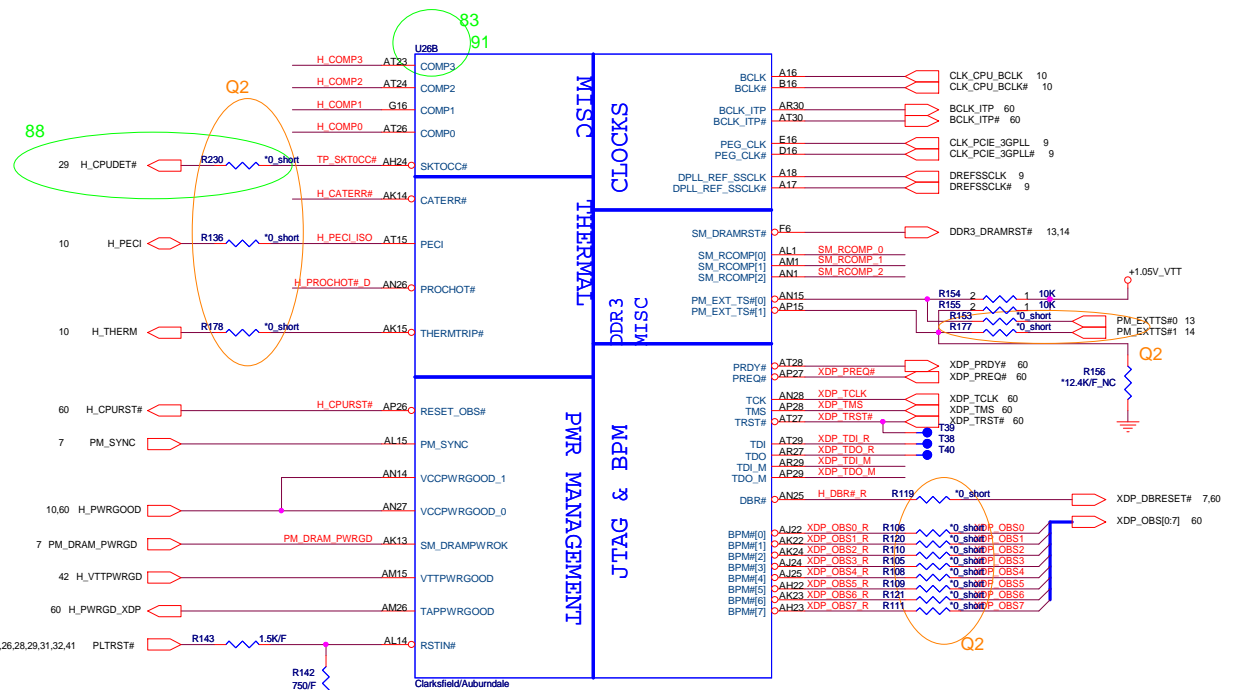 83
U26B
91
H_COMP3 AT23 COMP3
H_COMP2 AT24 COMP2
Q2
H_COMP1 G16 COMP1
H_COMP0 AT26 COMP0
88
29 H_CPUDET# R230 *0_short TP_SKT0CC# AH24 SKTOCC#
H_CATERR# AK14 CATERR#
10 H_PECI R136 *0_short H_PECI_ISO AT15 PECI
H_PROCHOT#_D AN26 PROCHOT#
10 H_THERM R178 *0_short AK15 THERMTRIP#
60 H_CPURST# H_CPURST# AP26 RESET_OBS#
7 PM_SYNC AL15 PM_SYNC
AN14 VCCPWRGOOD_1
10,60 H_PWRGOOD AN27 VCCPWRGOOD_0
7 PM_DRAM_PWRGD PM_DRAM_PWRGD AK13 SM_DRAMPWROK
42 H_VTTPWRGD AM15 VTTPWRGOOD
60 H_PWRGD_XDP AM26 TAPPWRGOOD
,26,28,29,31,32,41 PLTRST# R143 1.5K/F AL14 RSTIN#
R142
750/F
Clarksfield/Auburndale
MISC
THERMAL
PWR MANAGEMENT
CLOCKS
DDR3
MISC
JTAG & BPM
BCLK A16 CLK_CPU_BCLK 10
BCLK# B16 CLK_CPU_BCLK# 10
BCLK_ITP AR30 BCLK_ITP 60
BCLK_ITP# AT30 BCLK_ITP# 60
PEG_CLK E16 CLK_PCIE_3GPLL 9
PEG_CLK# D16 CLK_PCIE_3GPLL# 9
DPLL_REF_SSCLK A18 DREFSSCLK 9
DPLL_REF_SSCLK# A17 DREFSSCLK# 9
SM_DRAMRST# F6 DDR3_DRAMRST# 13,14
SM_RCOMP[0] AL1 SM_RCOMP_0
SM_RCOMP[1] AM1 SM_RCOMP_1
SM_RCOMP[2] AN1 SM_RCOMP_2
+1.05V_VTT
PM_EXT_TS#[0] AN15 R154 2 1 10K
PM_EXT_TS#[1] AP15 R155 2 1 10K
R153 *0_short PM_EXTTS#0 13
R177 *0_short PM_EXTTS#1 14
Q2
R156
*12.4K/F_NC
PRDY# AT28 XDP_PRDY# 60
PREQ# AP27 XDP_PREQ# XDP_PREQ# 60
TCK AN28 XDP_TCLK XDP_TCLK 60
TMS AP28 XDP_TMS XDP_TMS 60
TRST# AT27 XDP_TRST# XDP_TRST# 60
T39
TDI AT29 XDP_TDI_R T38
TDO AR27 XDP_TDO_R T40
TDI_M AR29 XDP_TDI_M
TDO_M AP29 XDP_TDO_M
DBR# AN25 H_DBR#_R R119 *0_short XDP_DBRESET# 7,60
XDP_OBS[0:7] 60
BPM#[0] AJ22 XDP_OBS0_R R106 *0_short XDP_OBS0
BPM#[1] AK22 XDP_OBS1_R R120 *0_short XDP_OBS1
BPM#[2] AK24 XDP_OBS2_R R110 *0_short XDP_OBS2
BPM#[3] AJ24 XDP_OBS3_R R105 *0_short XDP_OBS3
BPM#[4] AJ25 XDP_OBS4_R R108 *0_short XDP_OBS4
BPM#[5] AH22 XDP_OBS5_R R109 *0_short XDP_OBS5
BPM#[6] AK23 XDP_OBS6_R R121 *0_short XDP_OBS6
BPM#[7] AH23 XDP_OBS7_R R111 *0_short XDP_OBS7
Q2